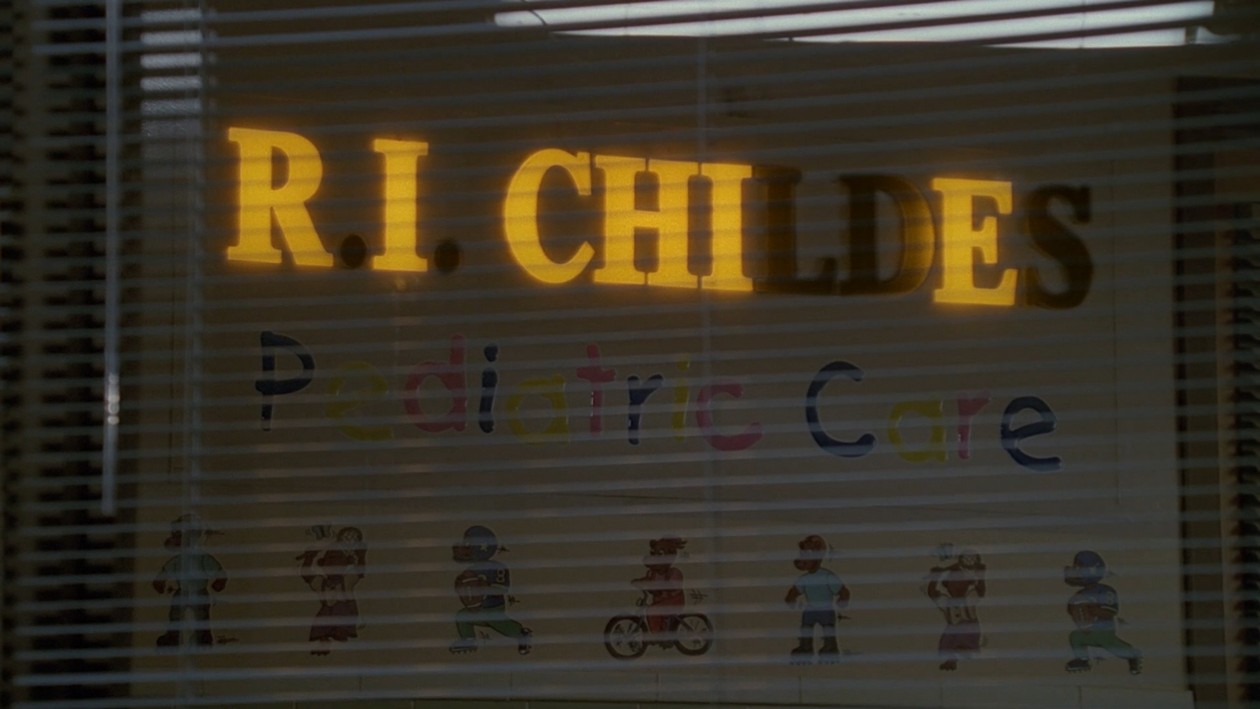 R.I. CHILDES
Pediatric Care